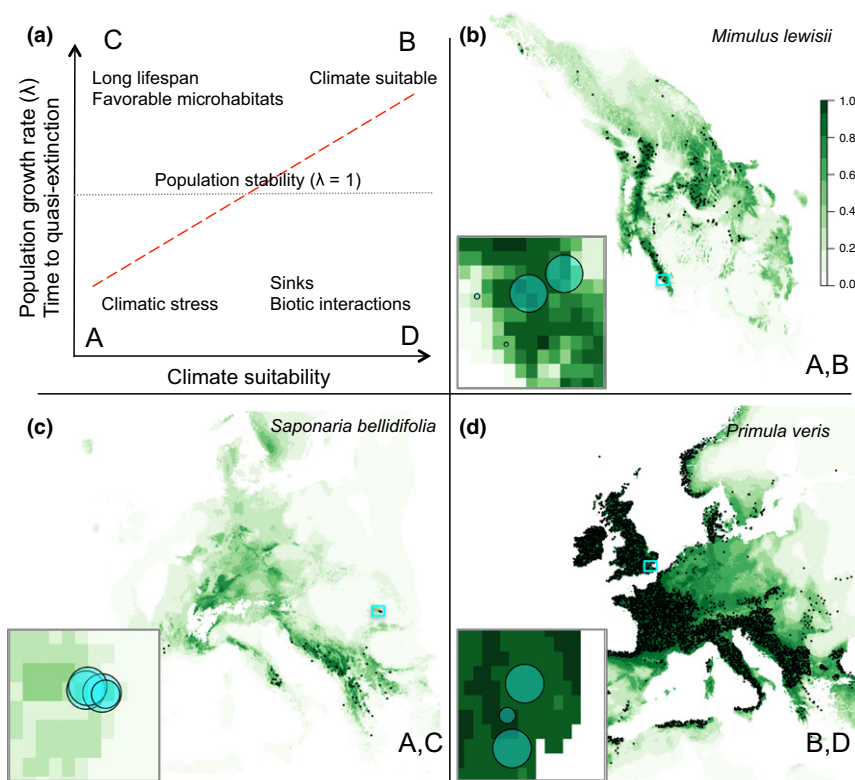 (a)
C
B
Long lifespan
Favorable microhabitats
Climate suitable
Population growth rate (λ)
Time to quasi-extinction
Population stability (λ = 1)
Climatic stress
Sinks
Biotic interactions
A
D
Climate suitability
(b)
Mimulus lewisii
1.0
0.8
0.6
0.4
0.2
0.0
A,B
(c)
Saponaria bellidifolia
A,C
(d)
Primula veris
B,D